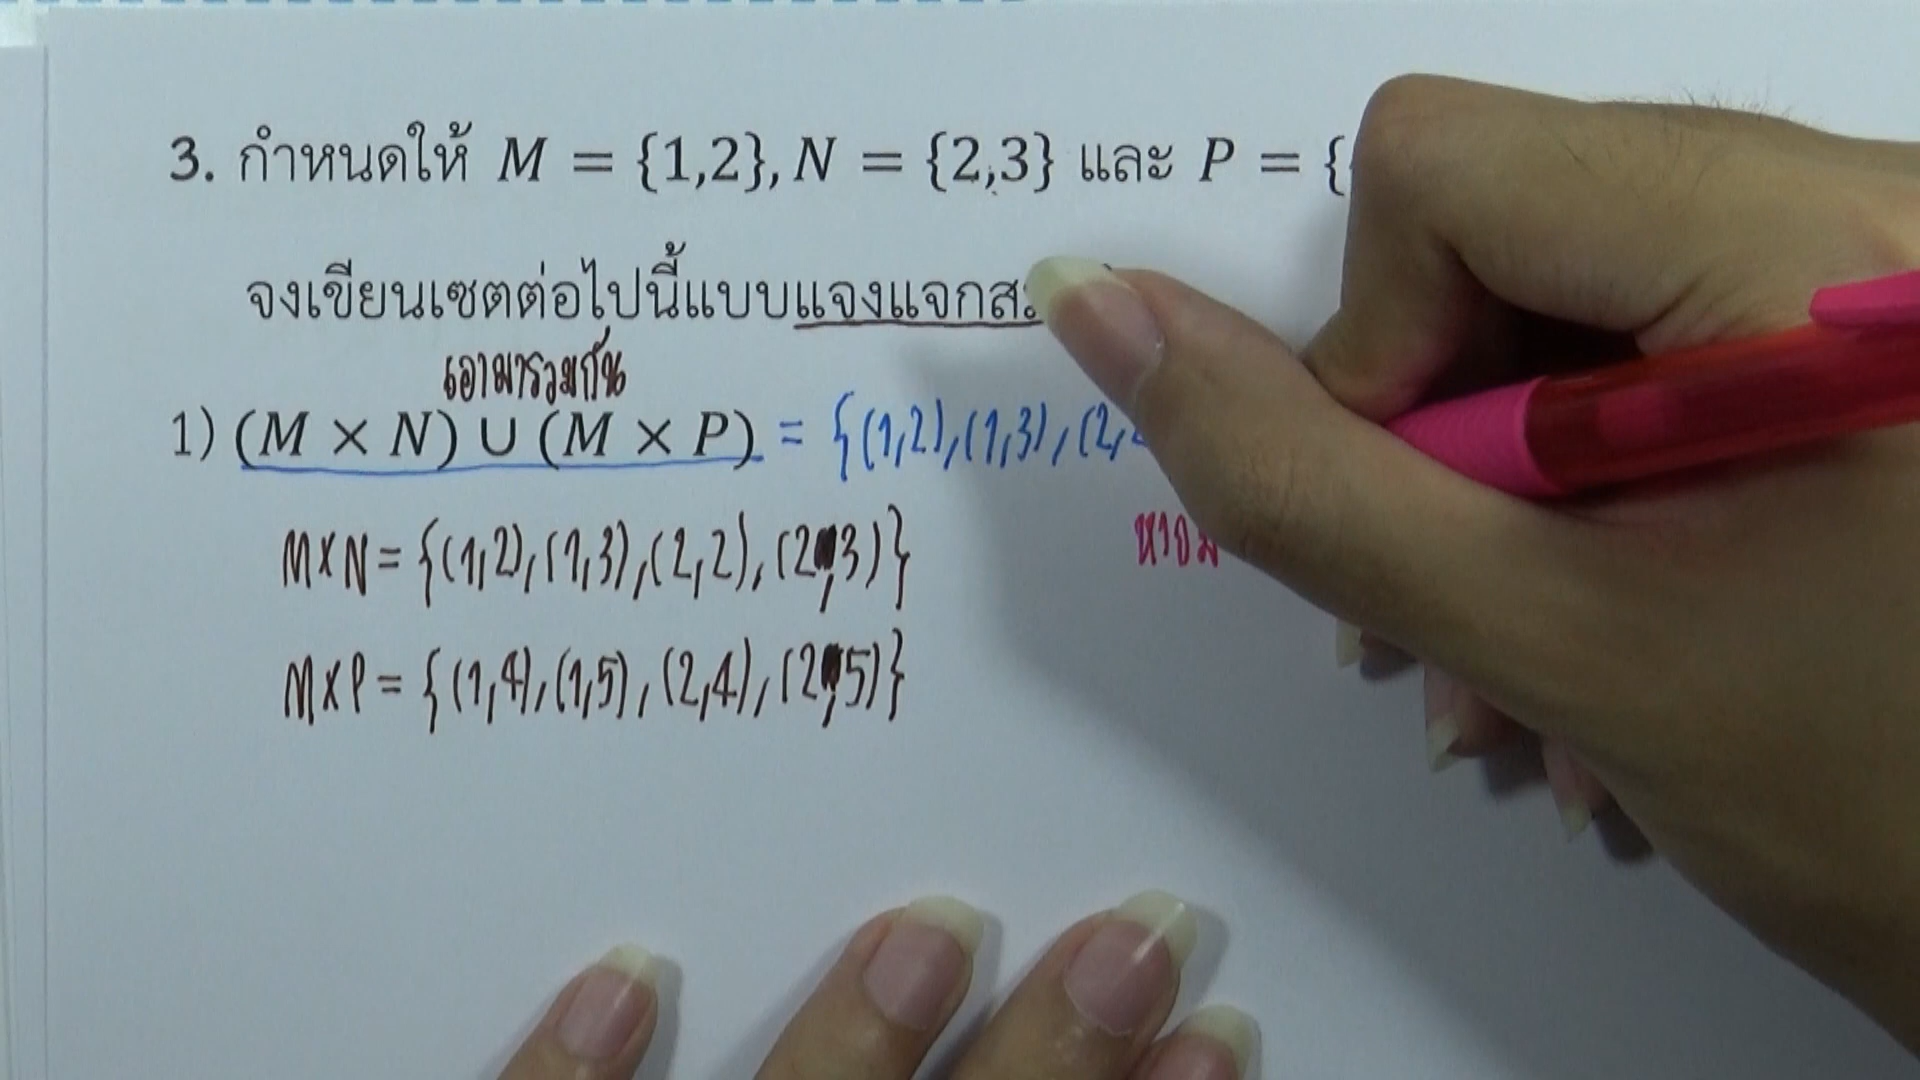 3. กำหนดให้ M = {1,2}, N = {2,3} และ P = {
จงเขียนเซตต่อไปนี้แบบแจงแจกส
เอามารวมกัน
1) (M × N) ∪ (M × P) = {(1,2),(1,3),(2,
M×N = {(1,2),(1,3),(2,2),(2,3)}
M×P = {(1,4),(1,5),(2,4),(2,5)}